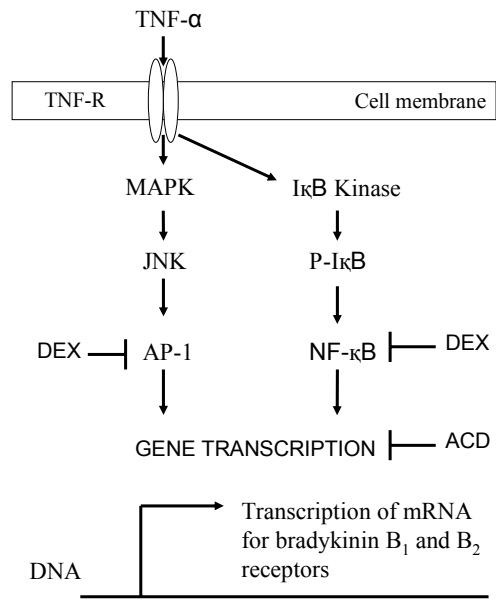 TNF-α
TNF-R Cell membrane
MAPK IκB Kinase
JNK P-IκB
DEX AP-1 NF-κB DEX
GENE TRANSCRIPTION ACD
Transcription of mRNA
for bradykinin B₁ and B₂
receptors
DNA